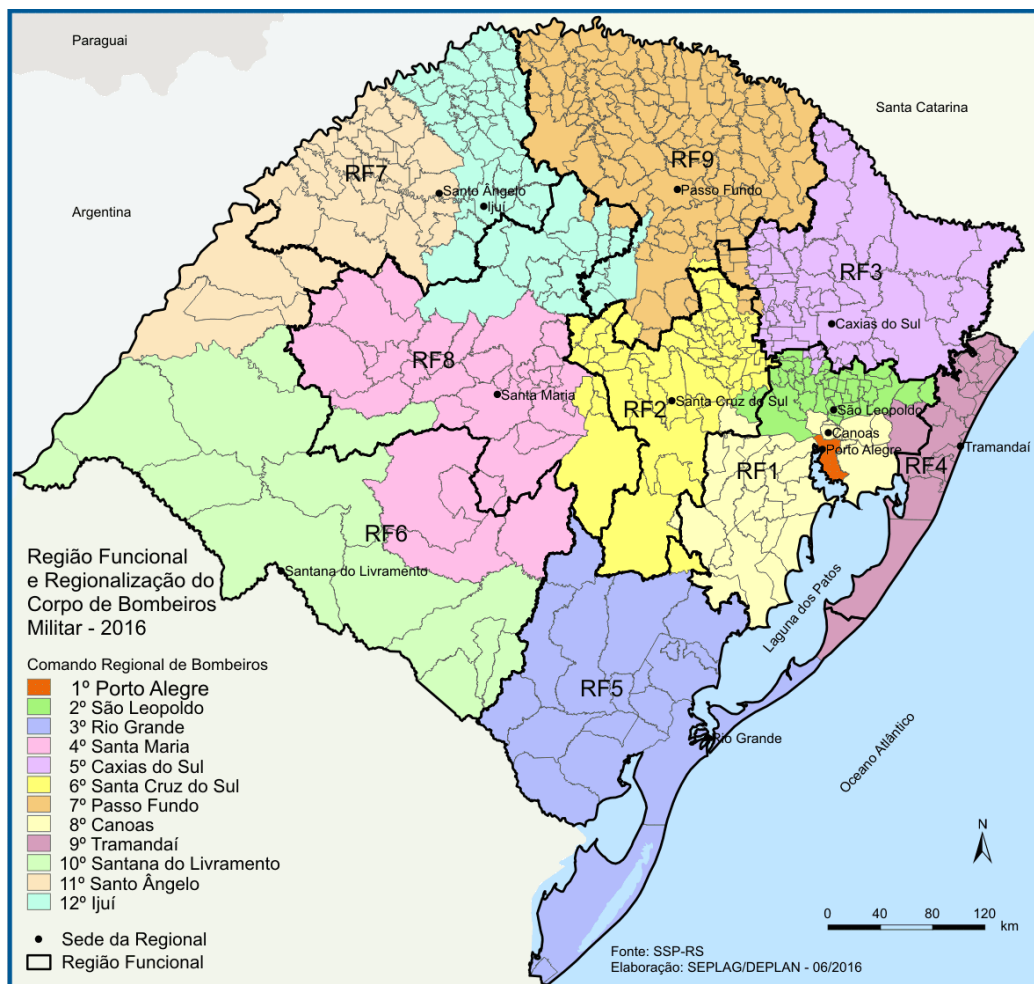 Paraguai
Santa Catarina
Argentina
RF7
RF9
Santo Ângelo
Passo Fundo
Ijuí
RF3
Caxias do Sul
RF8
Santa Maria
RF2
Santa Cruz do Sul
São Leopoldo
Canoas
Porto Alegre
Tramandaí
RF1
RF4
RF6
Santana do Livramento
Laguna dos Patos
RF5
Rio Grande
Oceano Atlântico
Região Funcional
e Regionalização do
Corpo de Bombeiros
Militar - 2016
Comando Regional de Bombeiros
1º Porto Alegre
2º São Leopoldo
3º Rio Grande
4º Santa Maria
5º Caxias do Sul
6º Santa Cruz do Sul
7º Passo Fundo
8º Canoas
9º Tramandaí
10º Santana do Livramento
11º Santo Ângelo
12º Ijuí
Sede da Regional
Região Funcional
N
0 40 80 120
km
Fonte: SSP-RS
Elaboração: SEPLAG/DEPLAN - 06/2016